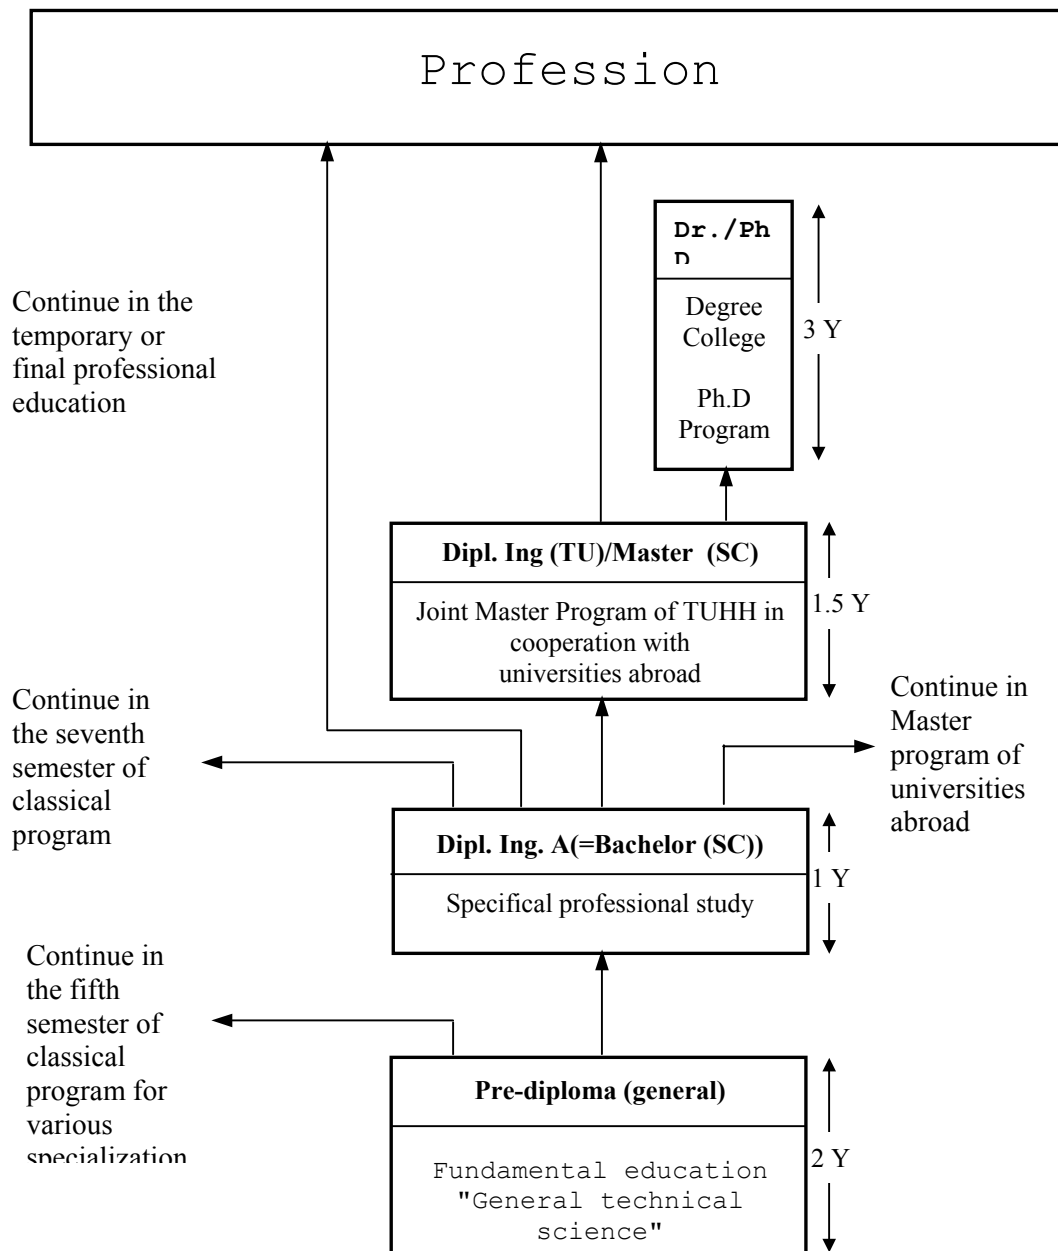 Profession
Dr./Ph
D
Degree
College
Ph.D
Program
3 Y
Continue in the
temporary or
final professional
education
Dipl. Ing (TU)/Master (SC)
Joint Master Program of TUHH in
cooperation with
universities abroad
1.5 Y
Continue in
the seventh
semester of
classical
program
Continue in
Master
program of
universities
abroad
Dipl. Ing. A(=Bachelor (SC))
Specifical professional study
1 Y
Continue in
the fifth
semester of
classical
program for
various
specialization
Pre-diploma (general)
Fundamental education
"General technical
science"
2 Y